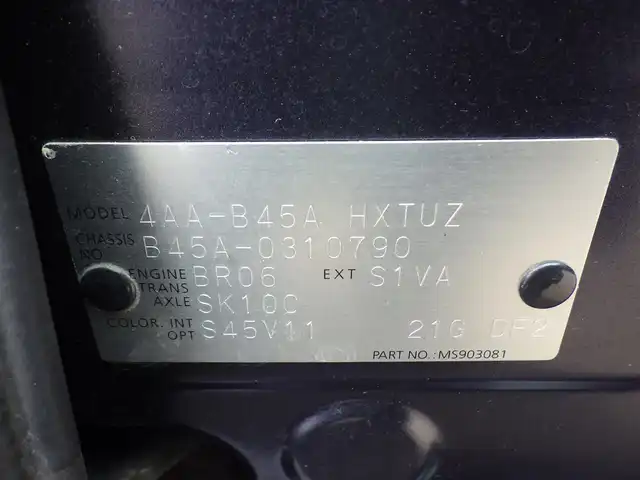 MODEL 4AA-B45A HXTUZ
CHASSIS NO B45A-0310790
ENGINE BR06 EXT S1VA
TRANS AXLE SK10C
COLOR. INT OPT S45V11 21G DF2
PART NO.:MS903081